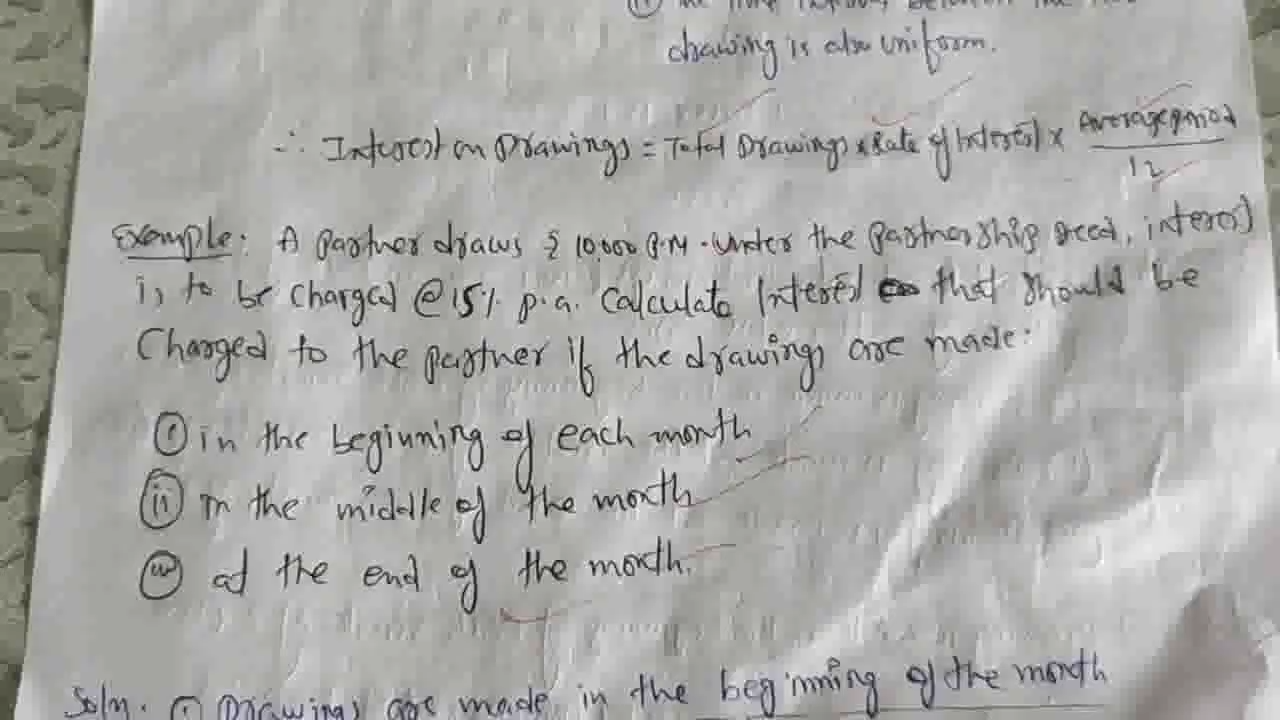 drawing is also uniform.
∴ Interest on Drawings = Total Drawings × Rate of Interest × Average period / 12
Example: A partner draws ₹ 10,000 P.M. Under the partnership deed, interest
is to be charged @ 15% p.a. Calculate Interest that should be
Charged to the partner if the drawings are made:
(i) in the beginning of each month
(ii) in the middle of the month
(iii) at the end of the month.
Soln. (i) Drawings are made in the beginning of the month